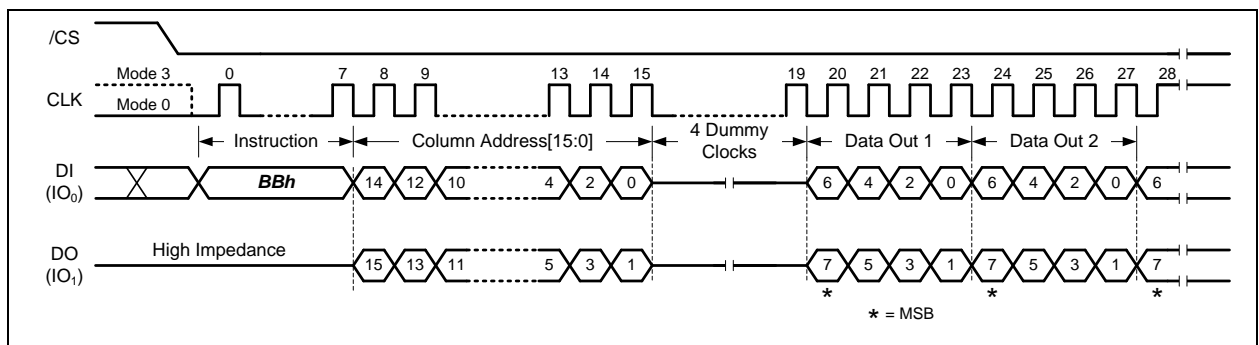 /CS
Mode 3 0 7 8 9 13 14 15 19 20 21 22 23 24 25 26 27 28
CLK
Mode 0
Instruction Column Address[15:0] 4 Dummy Clocks Data Out 1 Data Out 2
DI (IO0) BBh 14 12 10 4 2 0 6 4 2 0 6 4 2 0 6
High Impedance
DO (IO1) 15 13 11 5 3 1 7 5 3 1 7 5 3 1 7
* * *
* = MSB